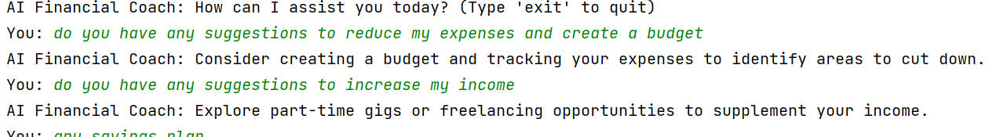 AI Financial Coach: How can I assist you today? (Type 'exit' to quit)
You: do you have any suggestions to reduce my expenses and create a budget
AI Financial Coach: Consider creating a budget and tracking your expenses to identify areas to cut down.
You: do you have any suggestions to increase my income
AI Financial Coach: Explore part-time gigs or freelancing opportunities to supplement your income.
You: any savings plan